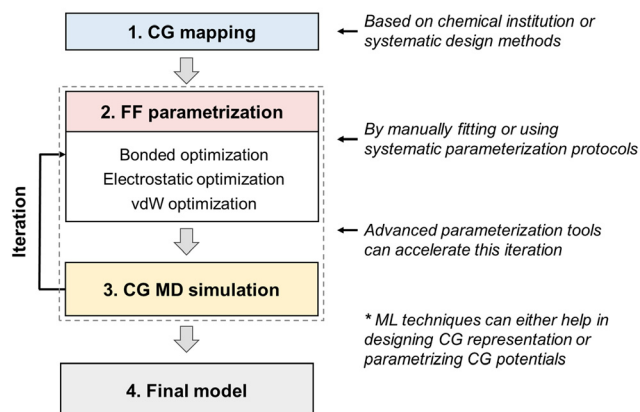 1. CG mapping
Based on chemical institution or
systematic design methods
2. FF parametrization
Bonded optimization
Electrostatic optimization
vdW optimization
By manually fitting or using
systematic parameterization protocols
Iteration
Advanced parameterization tools
can accelerate this iteration
3. CG MD simulation
* ML techniques can either help in
designing CG representation or
parametrizing CG potentials
4. Final model